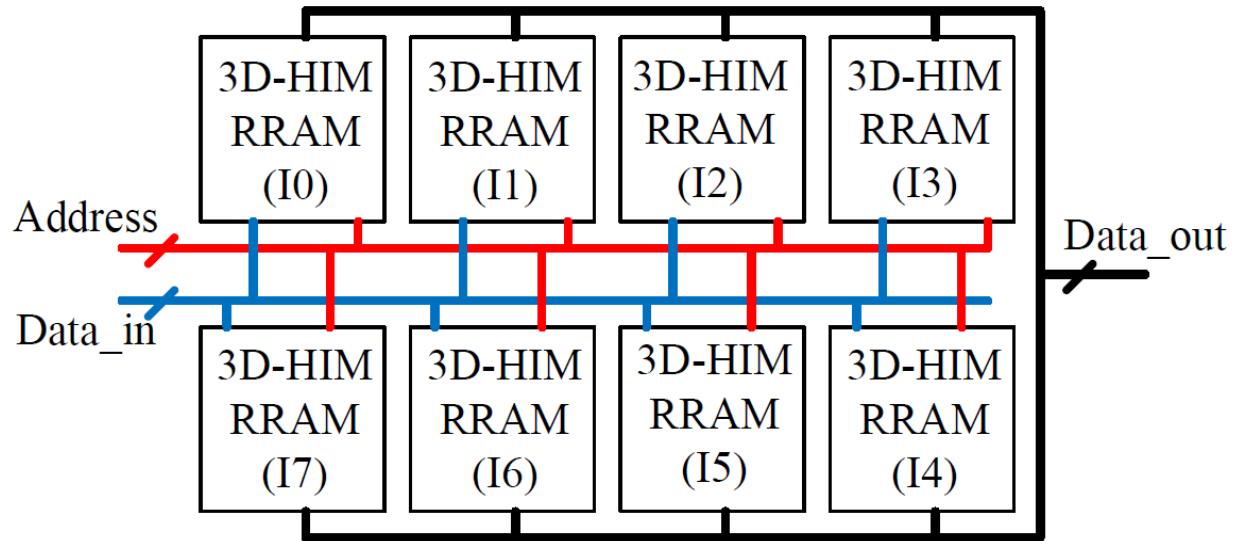 3D-HIM
RRAM
(I0)
3D-HIM
RRAM
(I1)
3D-HIM
RRAM
(I2)
3D-HIM
RRAM
(I3)
Address
Data_out
Data_in
3D-HIM
RRAM
(I7)
3D-HIM
RRAM
(I6)
3D-HIM
RRAM
(I5)
3D-HIM
RRAM
(I4)